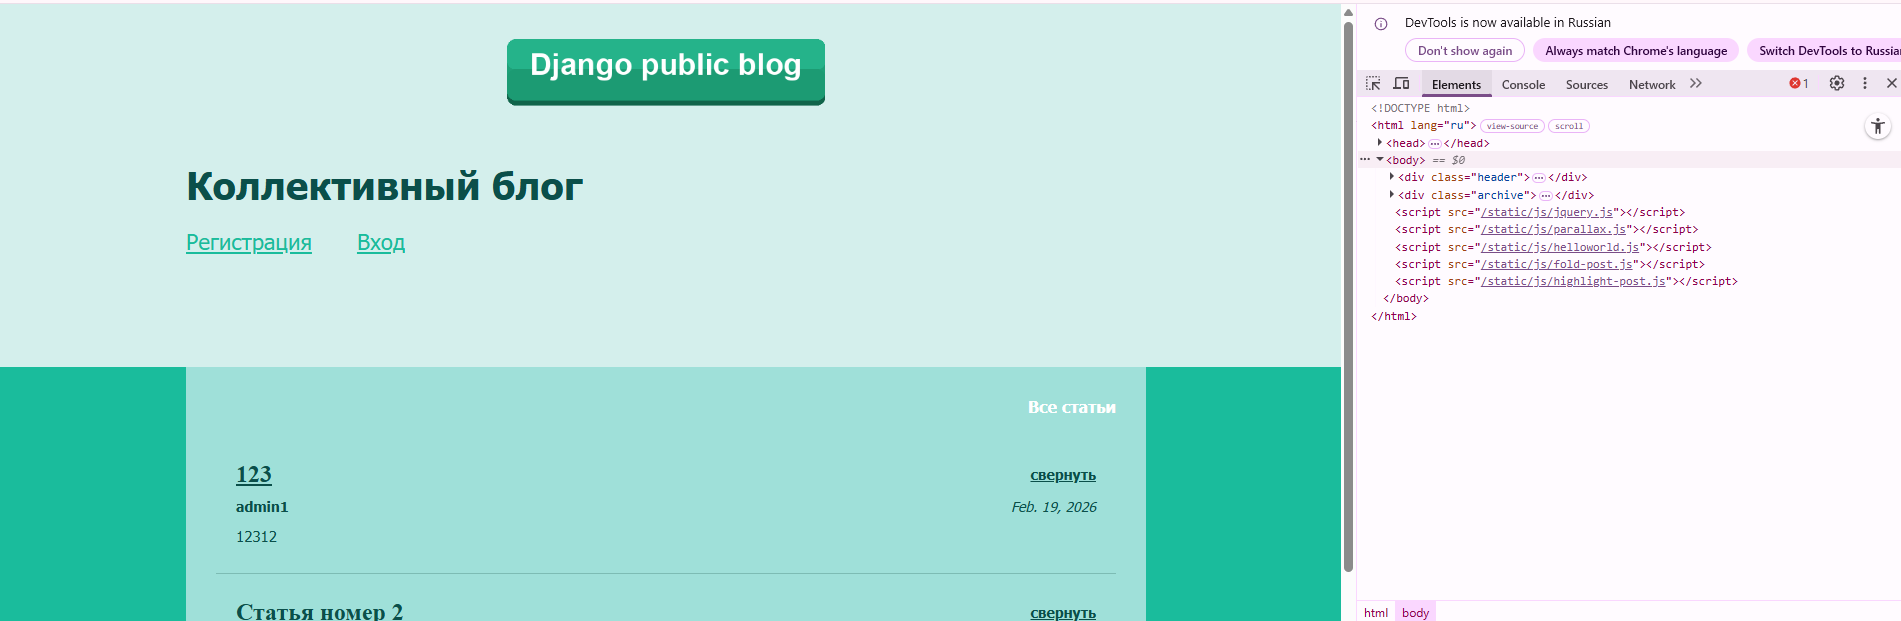 Django public blog
Коллективный блог
Регистрация Вход
Все статьи
123 свернуть
admin1 Feb. 19, 2026
12312
Статья номер 2 свернуть
DevTools is now available in Russian
Don't show again Always match Chrome's language Switch DevTools to Russia
Elements Console Sources Network 1
<!DOCTYPE html>
<html lang="ru"> view-source scroll
<head> … </head>
… <body> == $0
<div class="header"> … </div>
<div class="archive"> … </div>
<script src="/static/js/jquery.js"></script>
<script src="/static/js/parallax.js"></script>
<script src="/static/js/helloworld.js"></script>
<script src="/static/js/fold-post.js"></script>
<script src="/static/js/highlight-post.js"></script>
</body>
</html>
html body